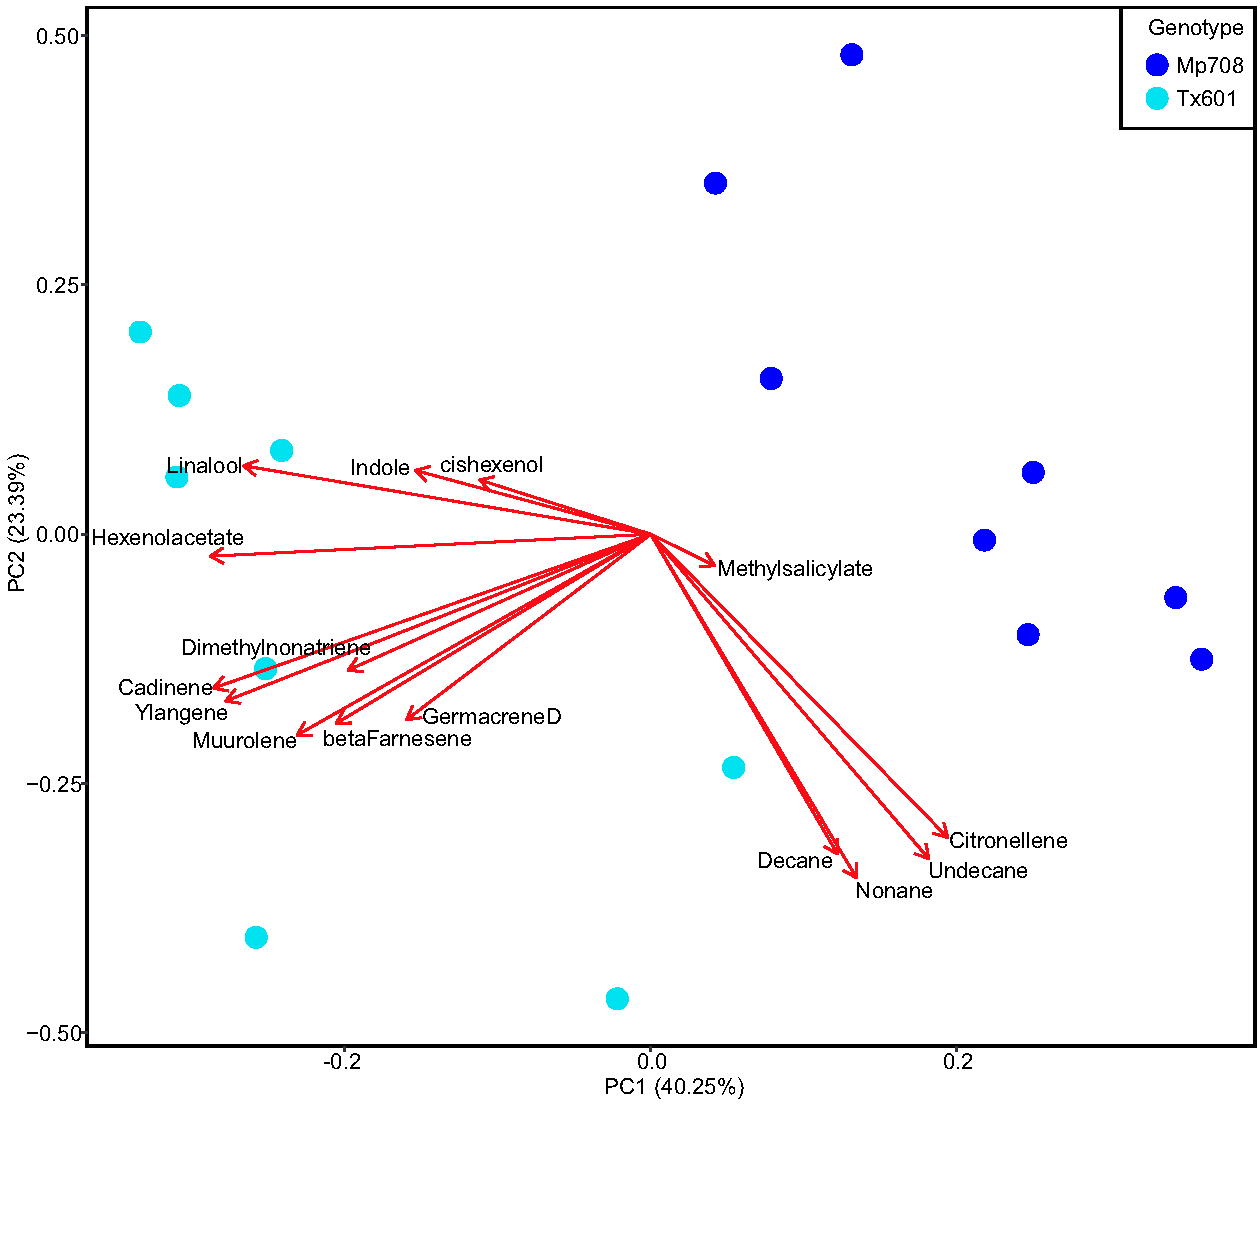 Genotype
Mp708
Tx601
0.50
0.25
0.00
−0.25
−0.50
PC2 (23.39%)
Linalool
Indole
cishexenol
Hexenolacetate
Methylsalicylate
Dimethylnonatriene
Cadinene
Ylangene
Muurolene
betaFarnesene
GermacreneD
Citronellene
Decane
Undecane
Nonane
-0.2
0.0
0.2
PC1 (40.25%)